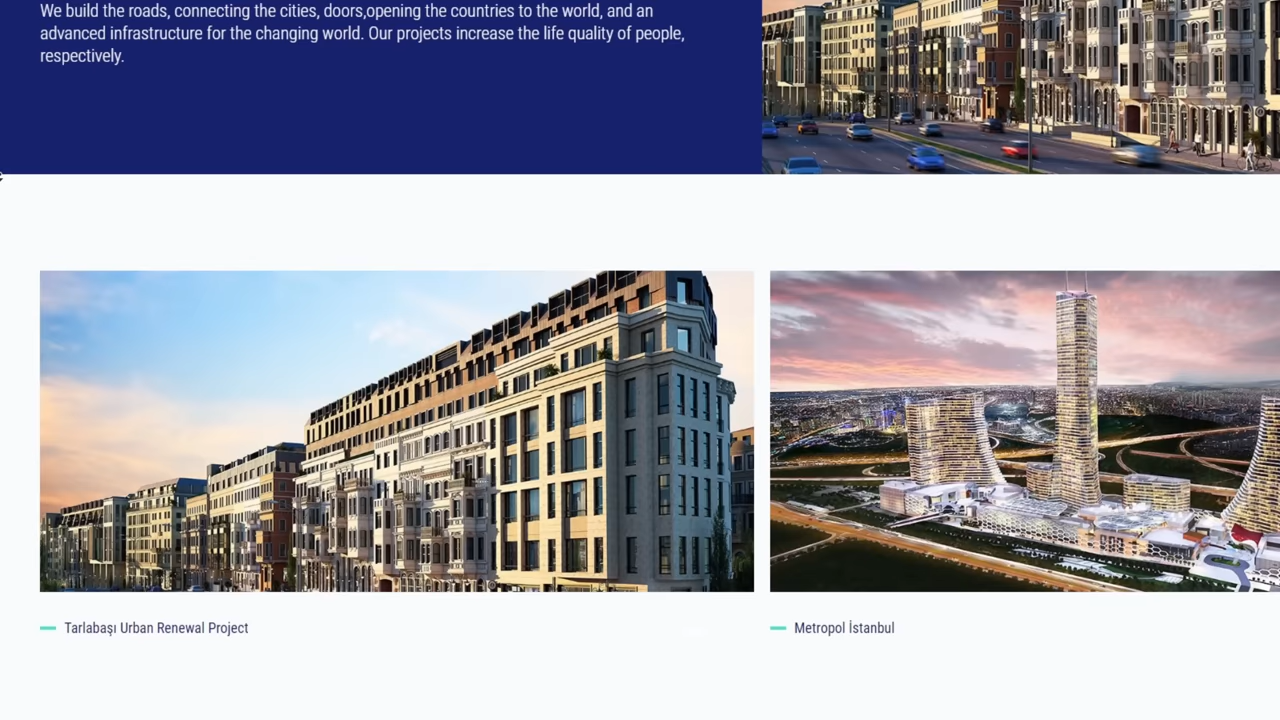 We build the roads, connecting the cities, doors,opening the countries to the world, and an
advanced infrastructure for the changing world. Our projects increase the life quality of people,
respectively.
Tarlabaşı Urban Renewal Project
Metropol İstanbul